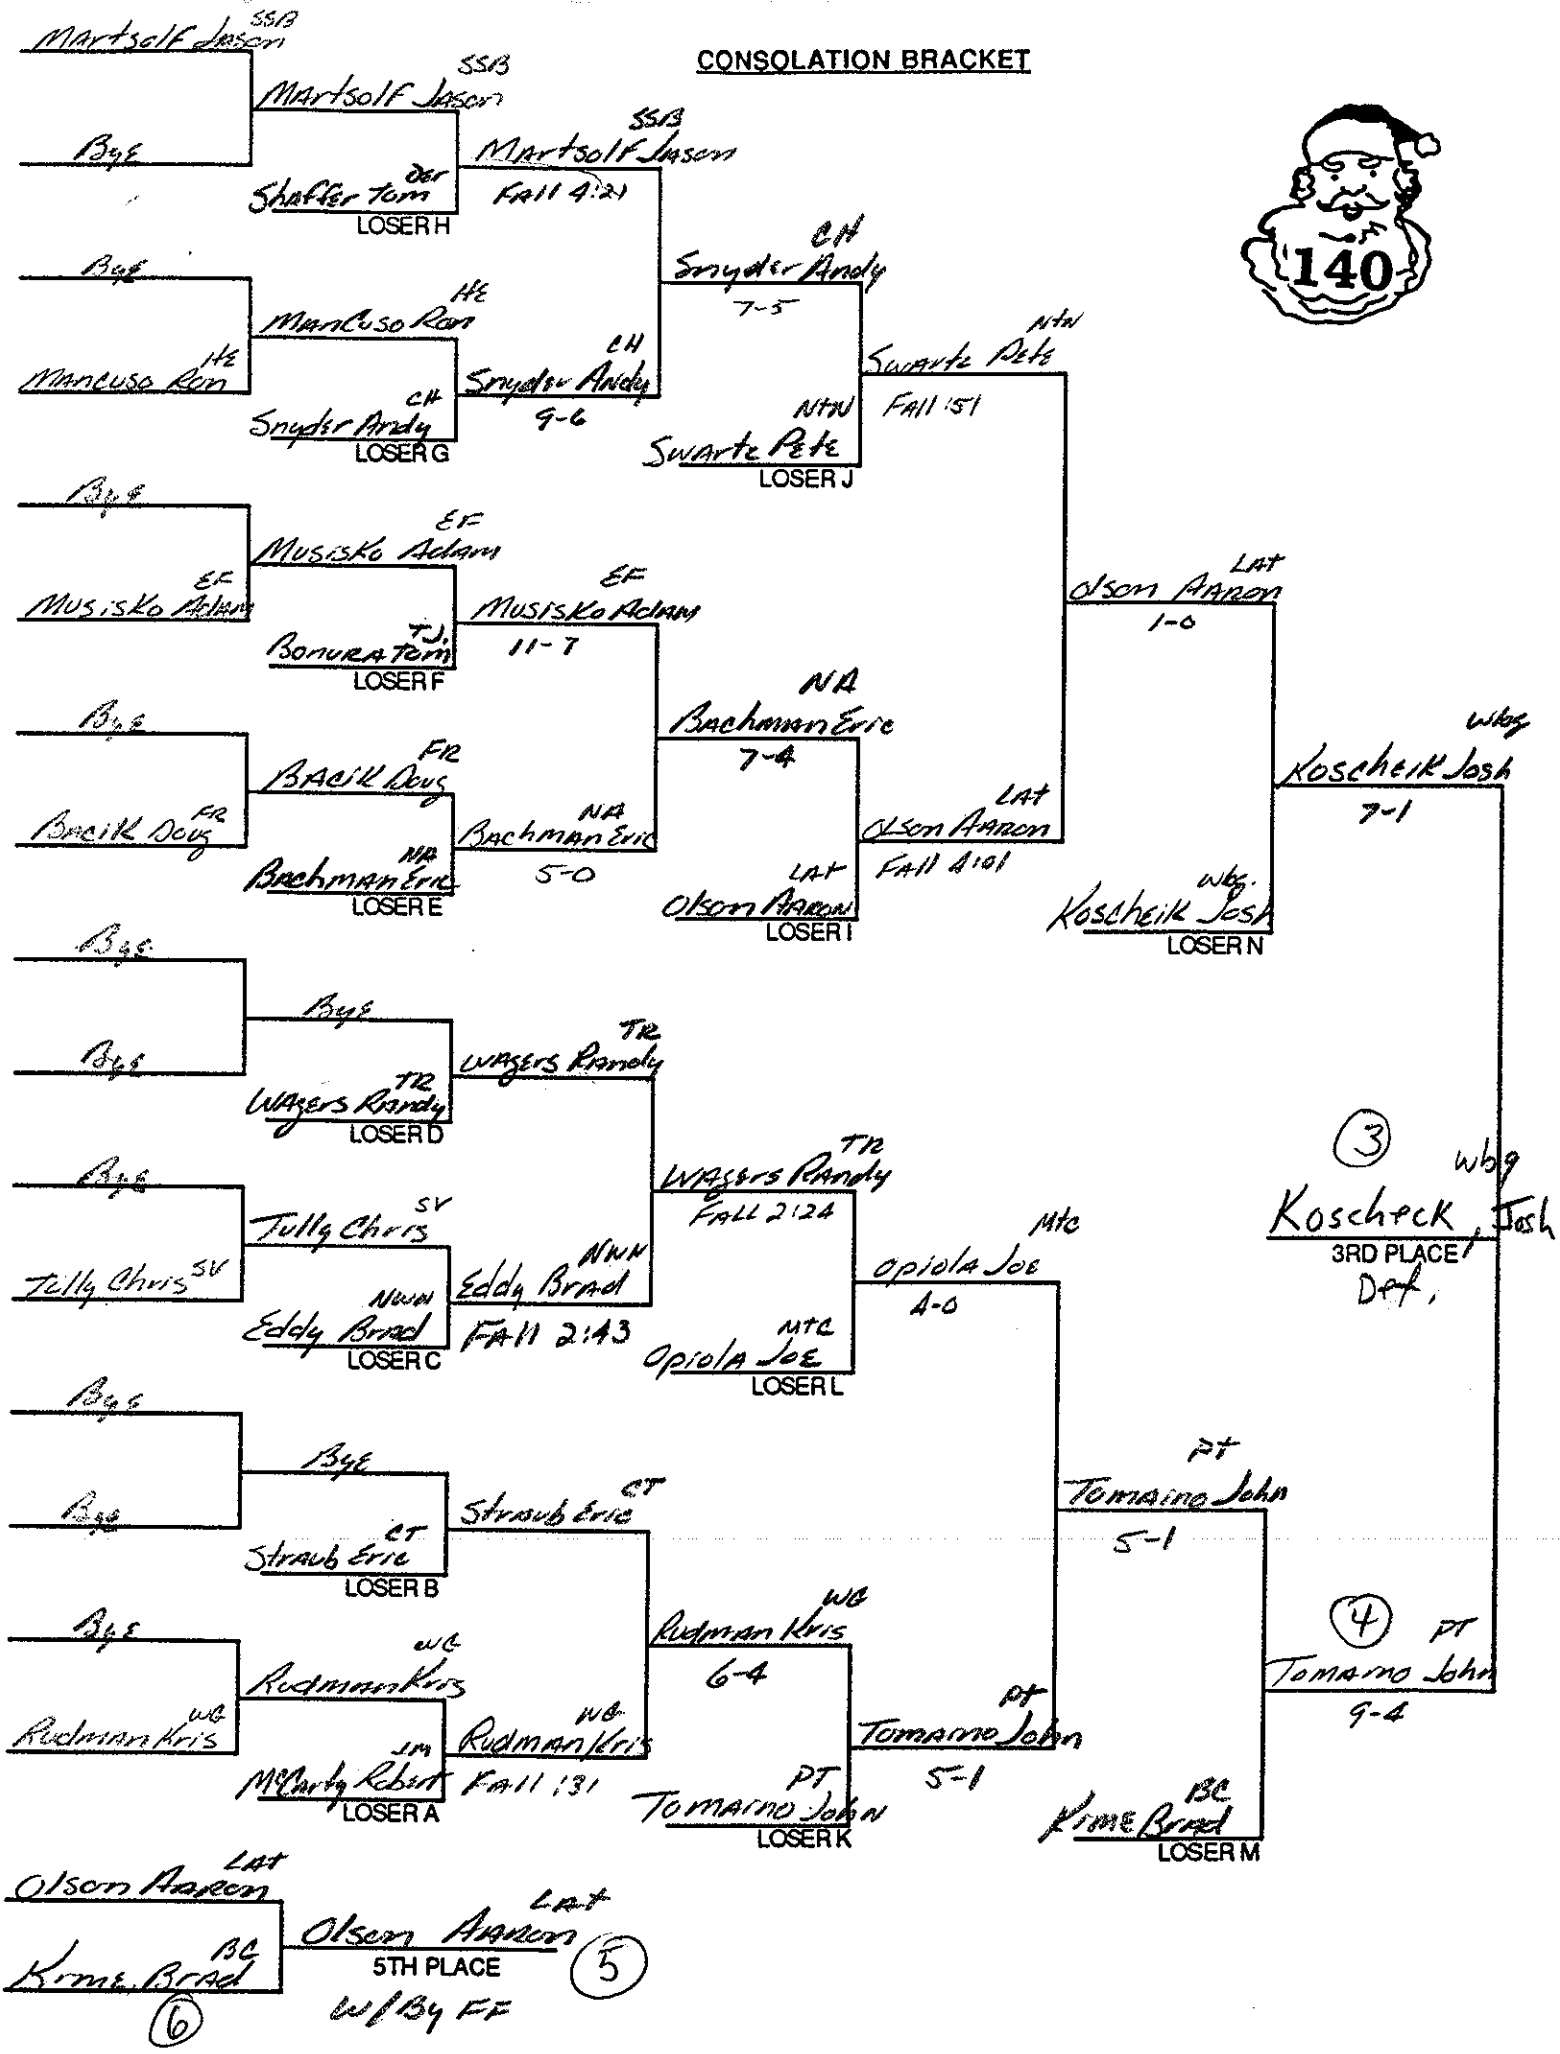 CONSOLATION BRACKET
140
MArtsolf Jason SSB
ByE
MArtsolf Jason SSB
Shaffer Tom DEr
LOSER H
MArtsolf Jason SSB
FAll 4:21
ByE
MANCUSO Ron HE
MANCUSO Ron HE
Snyder Andy CH
LOSER G
Snyder Andy CH
9-6
Snyder Andy CH
7-5
Swartz PEtE NtN
LOSER J
Swartz PEtE NtN
FAll :51
ByE
MusisKo AdAm EF
MusisKo Adam EF
BonurA Tom T.J.
LOSER F
MusisKo AdAm EF
11-7
ByE
BAciK Doug FR
BAciK Doug FR
BAchmAn Eric NA
LOSER E
BAchman Eric NA
5-0
BAchman Eric NA
7-4
Olson AARON LAt
LOSER I
Olson AARON LAt
FAll 4:01
Olson AARON LAt
1-0
Koscheik Josh Wbg.
LOSER N
Koscheik Josh Wbg
7-1
ByE
ByE
ByE
WAgers Randy TR
LOSER D
WAgers Randy TR
ByE
Tully Chris SV
Tully Chris SV
Eddy Brad NWN
LOSER C
Eddy Brad NWN
FAll 2:43
WAgers Randy TR
FALL 2:24
OpiolA JoE MtC
LOSER L
OpiolA JoE Mtc
4-0
ByE
ByE
ByE
Straub Eric CT
LOSER B
Straub Eric CT
ByE
Rudman Kris WG
Rudman Kris WG
McCarty Robert JM
LOSER A
Rudman Kris WG
FAll :31
Rudman Kris WG
6-4
TomAino John PT
LOSER K
TomAino John Pt
5-1
TomAino John Pt
5-1
KrmE Brad BC
LOSER M
TomAino John PT
9-4
4
3
Koscheck, Josh Wbg
3RD PLACE
Def.
Olson AARON LAt
KrmE, BrAd BC
6
Olson AARON LAt
5TH PLACE
5
W/By FF